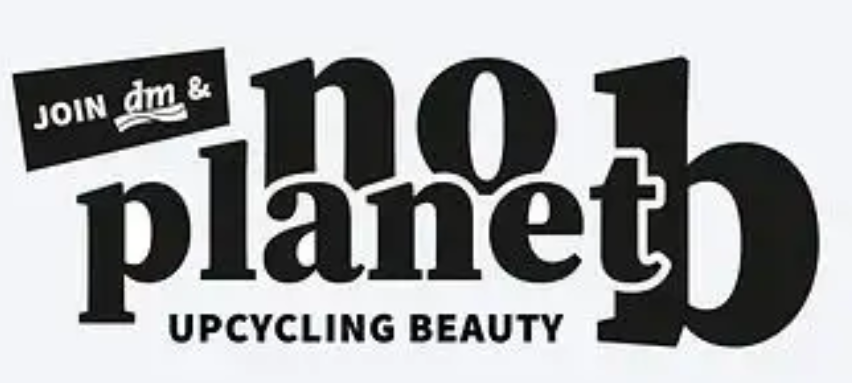 JOIN dm &
no
planet b
UPCYCLING BEAUTY